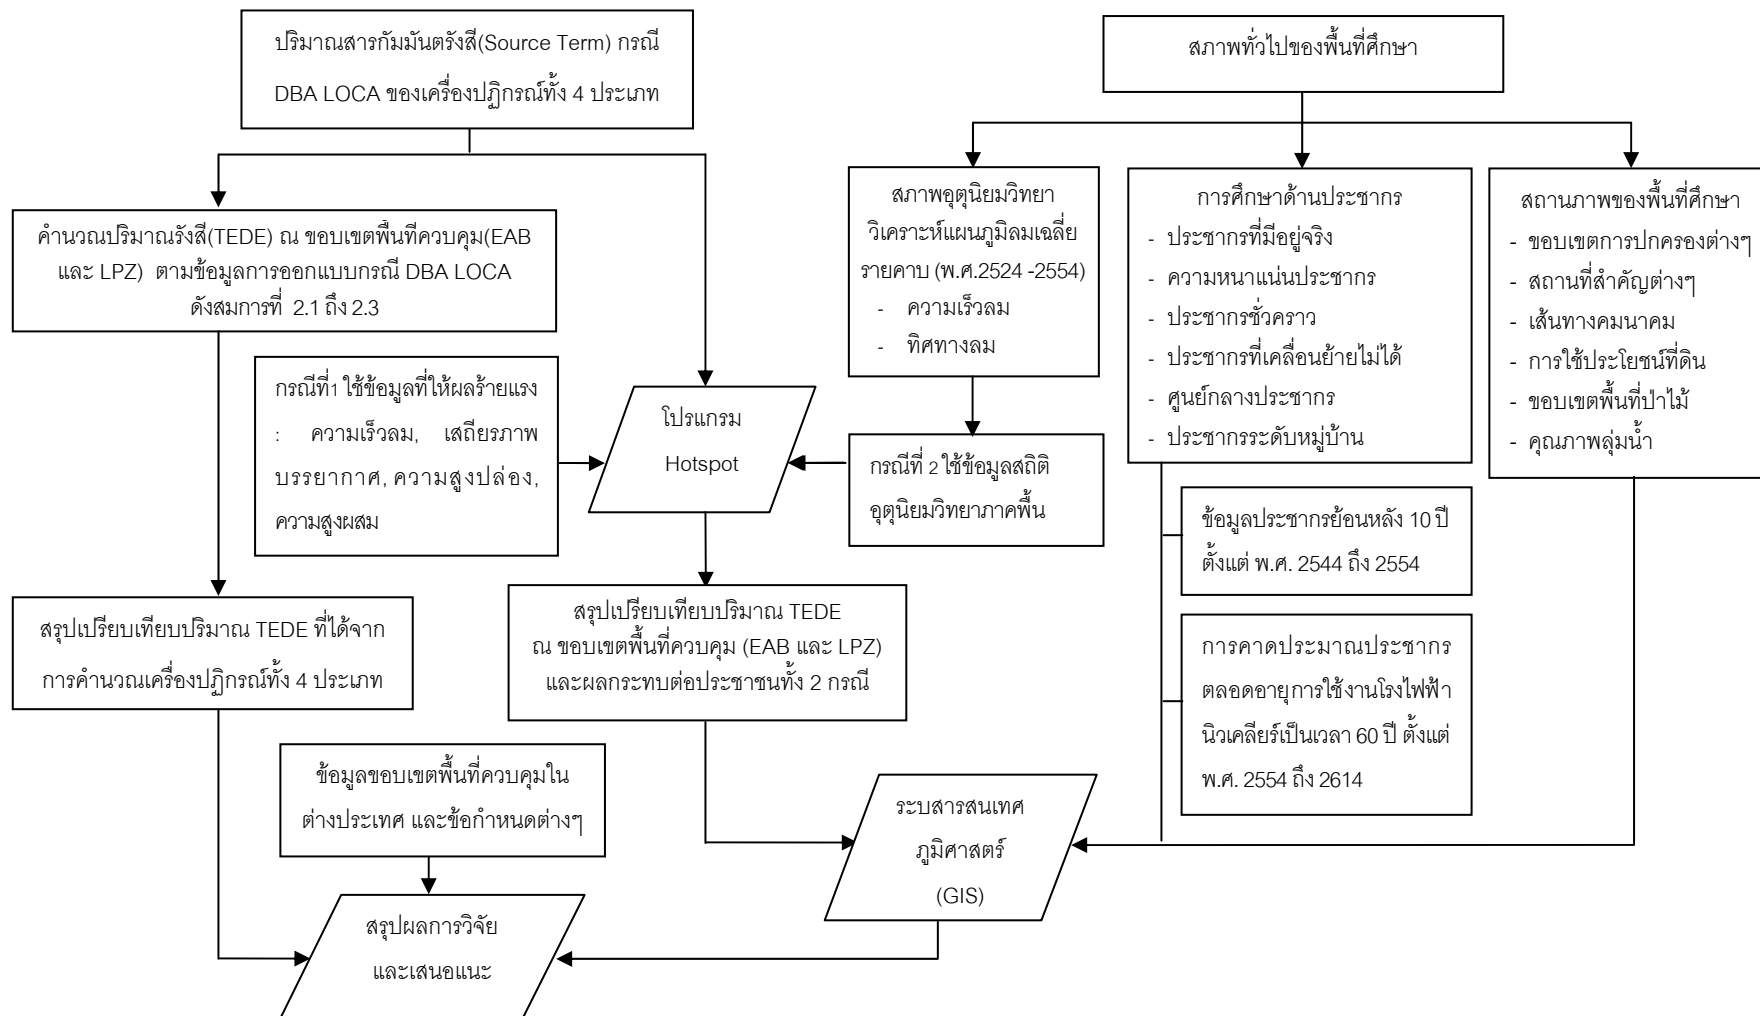 ปริมาณสารกัมมันตรังสี(Source Term) กรณี
DBA LOCA ของเครื่องปฏิกรณ์ทั้ง 4 ประเภท
สภาพทั่วไปของพื้นที่ศึกษา
คำนวณปริมาณรังสี(TEDE) ณ ขอบเขตพื้นที่ควบคุม(EAB
และ LPZ) ตามข้อมูลการออกแบบกรณี DBA LOCA
ดังสมการที่ 2.1 ถึง 2.3
สภาพอุตุนิยมวิทยา
วิเคราะห์แผนภูมิลมเฉลี่ย
รายคาบ (พ.ศ.2524 -2554)
- ความเร็วลม
- ทิศทางลม
การศึกษาด้านประชากร
- ประชากรที่มีอยู่จริง
- ความหนาแน่นประชากร
- ประชากรชั่วคราว
- ประชากรที่เคลื่อนย้ายไม่ได้
- ศูนย์กลางประชากร
- ประชากรระดับหมู่บ้าน
สถานภาพของพื้นที่ศึกษา
- ขอบเขตการปกครองต่างๆ
- สถานที่สำคัญต่างๆ
- เส้นทางคมนาคม
- การใช้ประโยชน์ที่ดิน
- ขอบเขตพื้นที่ป่าไม้
- คุณภาพลุ่มน้ำ
กรณีที่1 ใช้ข้อมูลที่ให้ผลร้ายแรง
: ความเร็วลม, เสถียรภาพ
บรรยากาศ, ความสูงปล่อง,
ความสูงผสม
โปรแกรม
Hotspot
กรณีที่ 2 ใช้ข้อมูลสถิติ
อุตุนิยมวิทยาภาคพื้น
ข้อมูลประชากรย้อนหลัง 10 ปี
ตั้งแต่ พ.ศ. 2544 ถึง 2554
สรุปเปรียบเทียบปริมาณ TEDE ที่ได้จาก
การคำนวณเครื่องปฏิกรณ์ทั้ง 4 ประเภท
สรุปเปรียบเทียบปริมาณ TEDE
ณ ขอบเขตพื้นที่ควบคุม (EAB และ LPZ)
และผลกระทบต่อประชาชนทั้ง 2 กรณี
การคาดประมาณประชากร
ตลอดอายุการใช้งานโรงไฟฟ้า
นิวเคลียร์เป็นเวลา 60 ปี ตั้งแต่
พ.ศ. 2554 ถึง 2614
ข้อมูลขอบเขตพื้นที่ควบคุมใน
ต่างประเทศ และข้อกำหนดต่างๆ
ระบบสารสนเทศ
ภูมิศาสตร์
(GIS)
สรุปผลการวิจัย
และเสนอแนะ